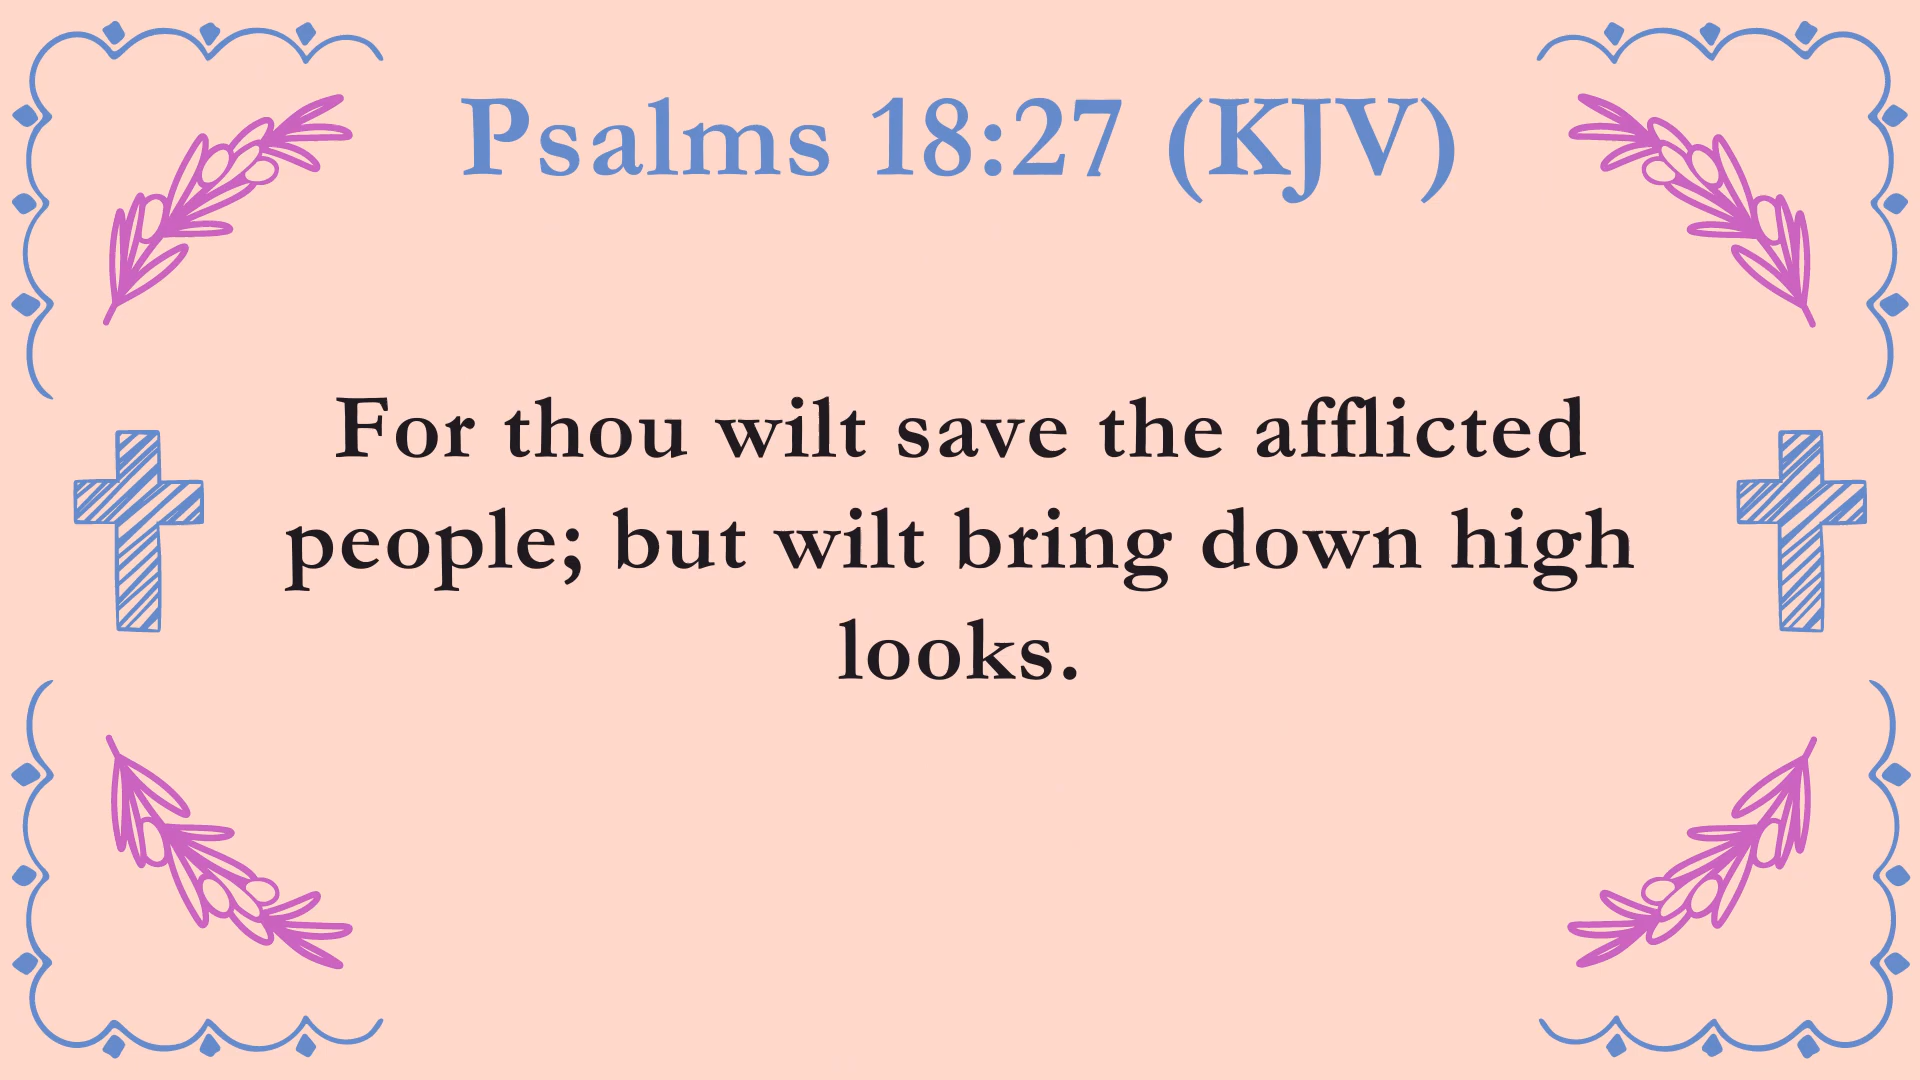 Psalms 18:27 (KJV)
For thou wilt save the afflicted
people; but wilt bring down high
looks.